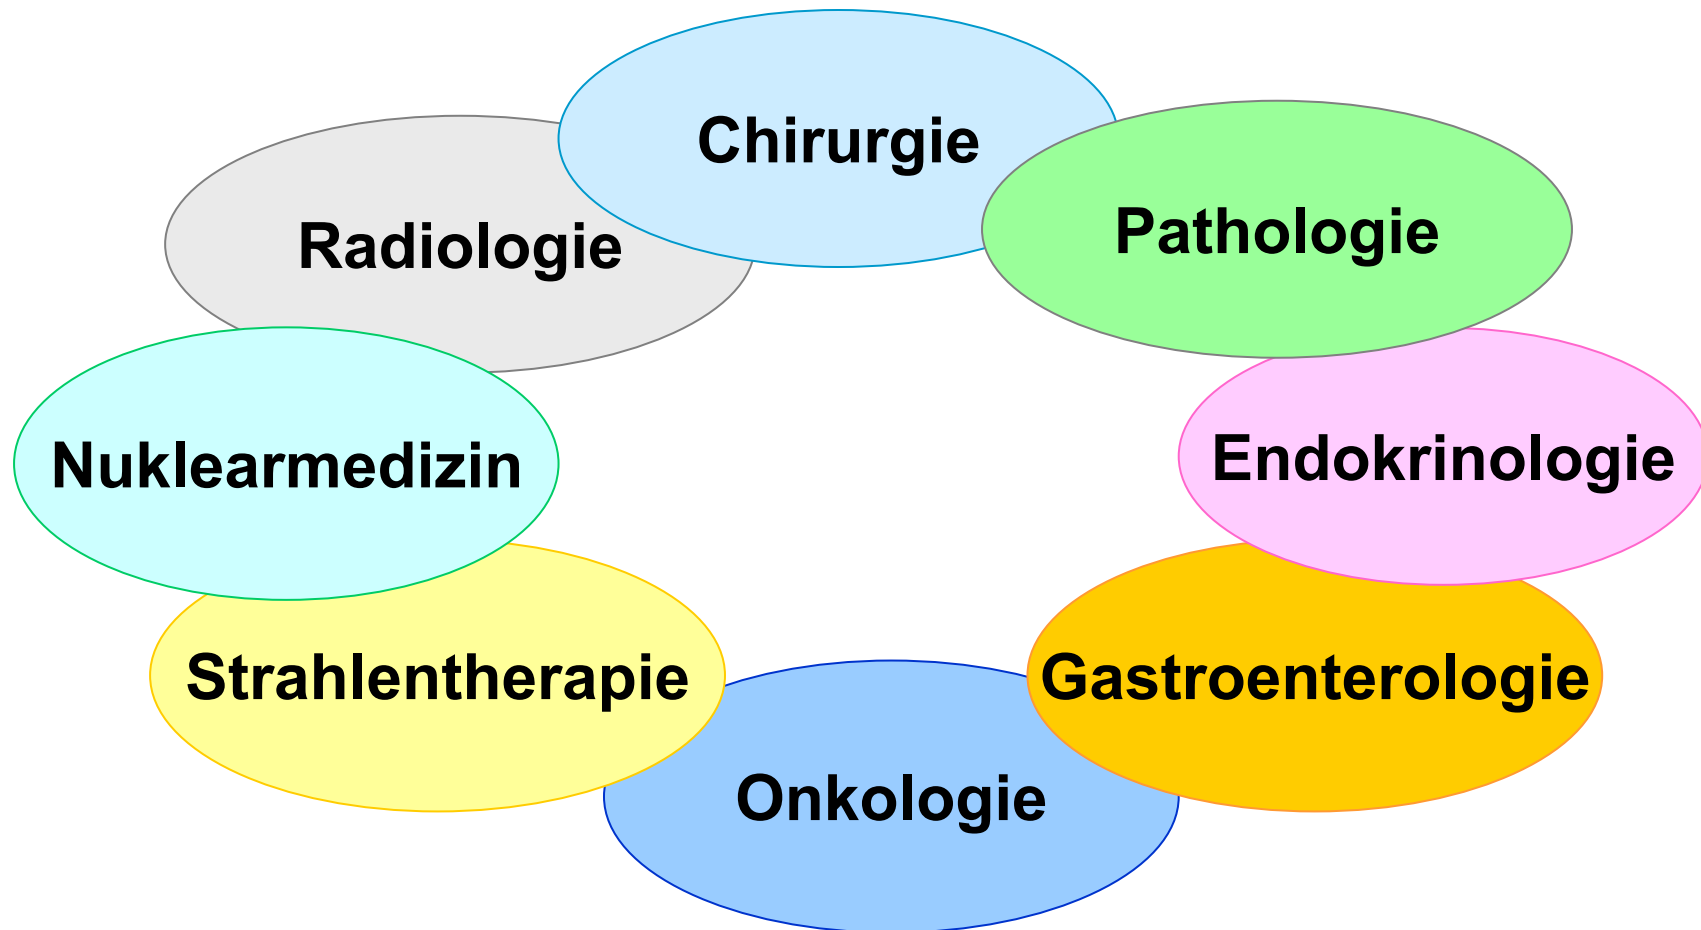 Chirurgie
Pathologie
Radiologie
Endokrinologie
Nuklearmedizin
Gastroenterologie
Strahlentherapie
Onkologie